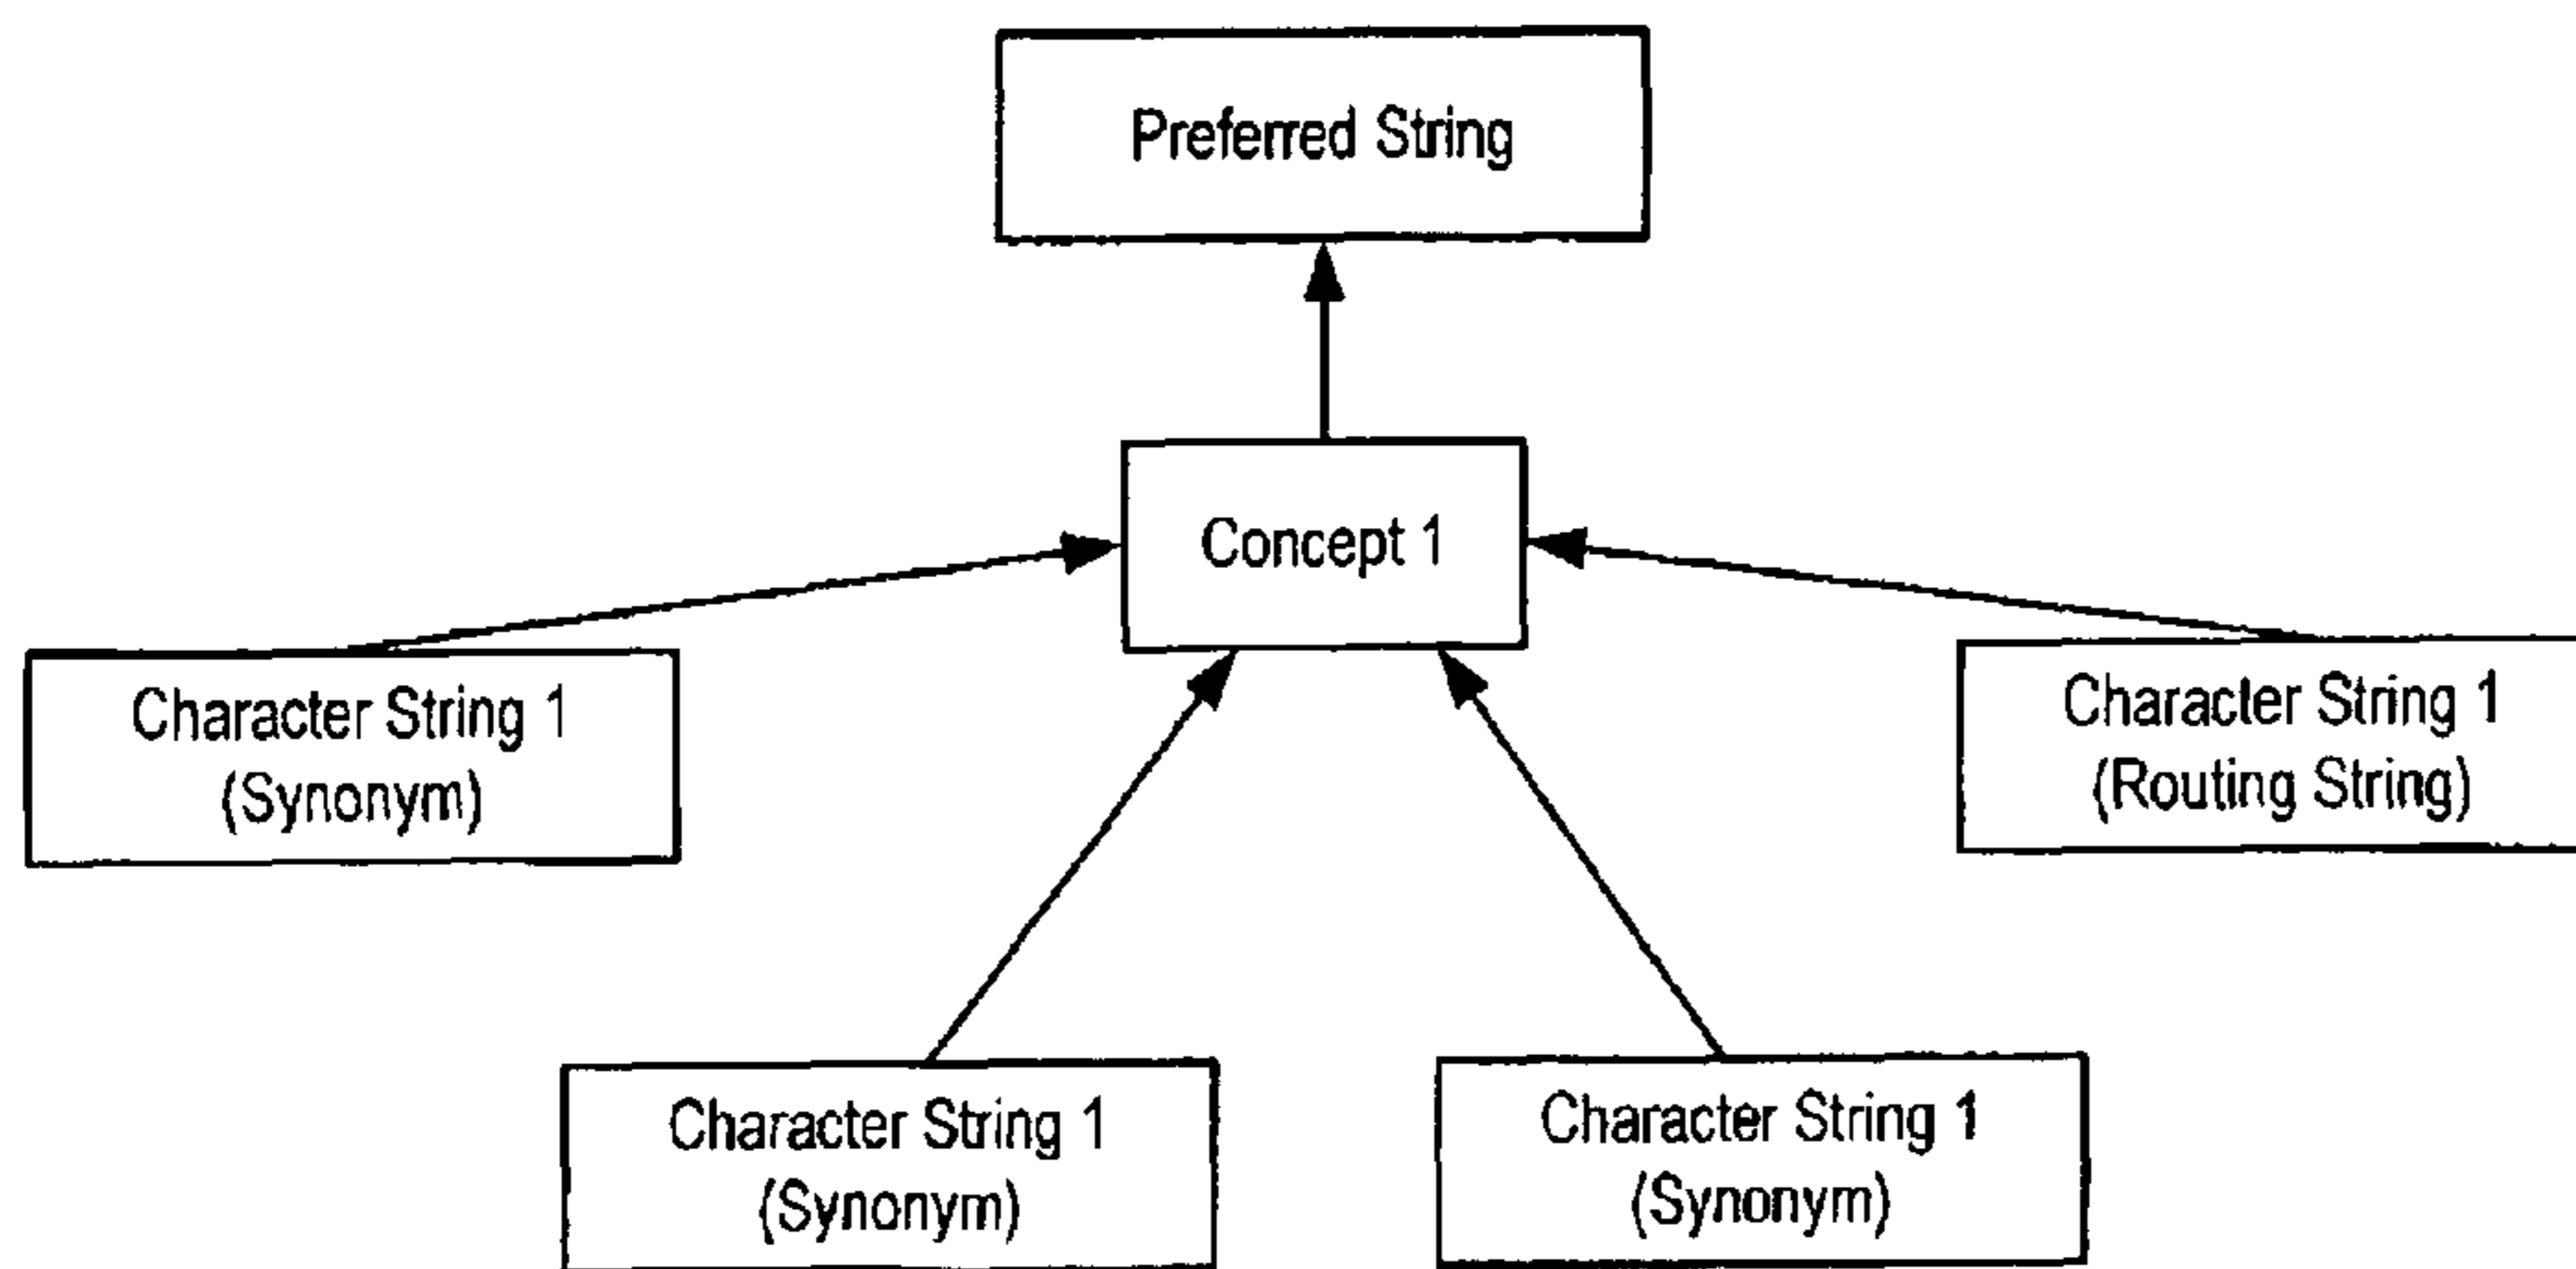 Preferred String
Concept 1
Character String 1
(Synonym)
Character String 1
(Routing String)
Character String 1
(Synonym)
Character String 1
(Synonym)